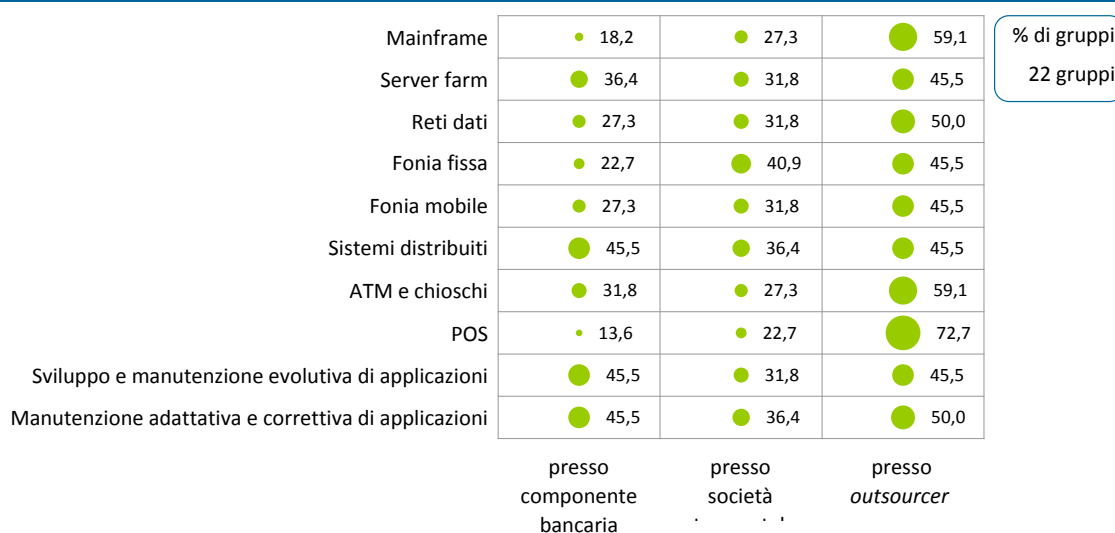 Mainframe 18,2 27,3 59,1
% di gruppi
Server farm 36,4 31,8 45,5
22 gruppi
Reti dati 27,3 31,8 50,0
Fonia fissa 22,7 40,9 45,5
Fonia mobile 27,3 31,8 45,5
Sistemi distribuiti 45,5 36,4 45,5
ATM e chioschi 31,8 27,3 59,1
POS 13,6 22,7 72,7
Sviluppo e manutenzione evolutiva di applicazioni 45,5 31,8 45,5
Manutenzione adattativa e correttiva di applicazioni 45,5 36,4 50,0
presso
componente
bancaria
presso
società
presso
outsourcer